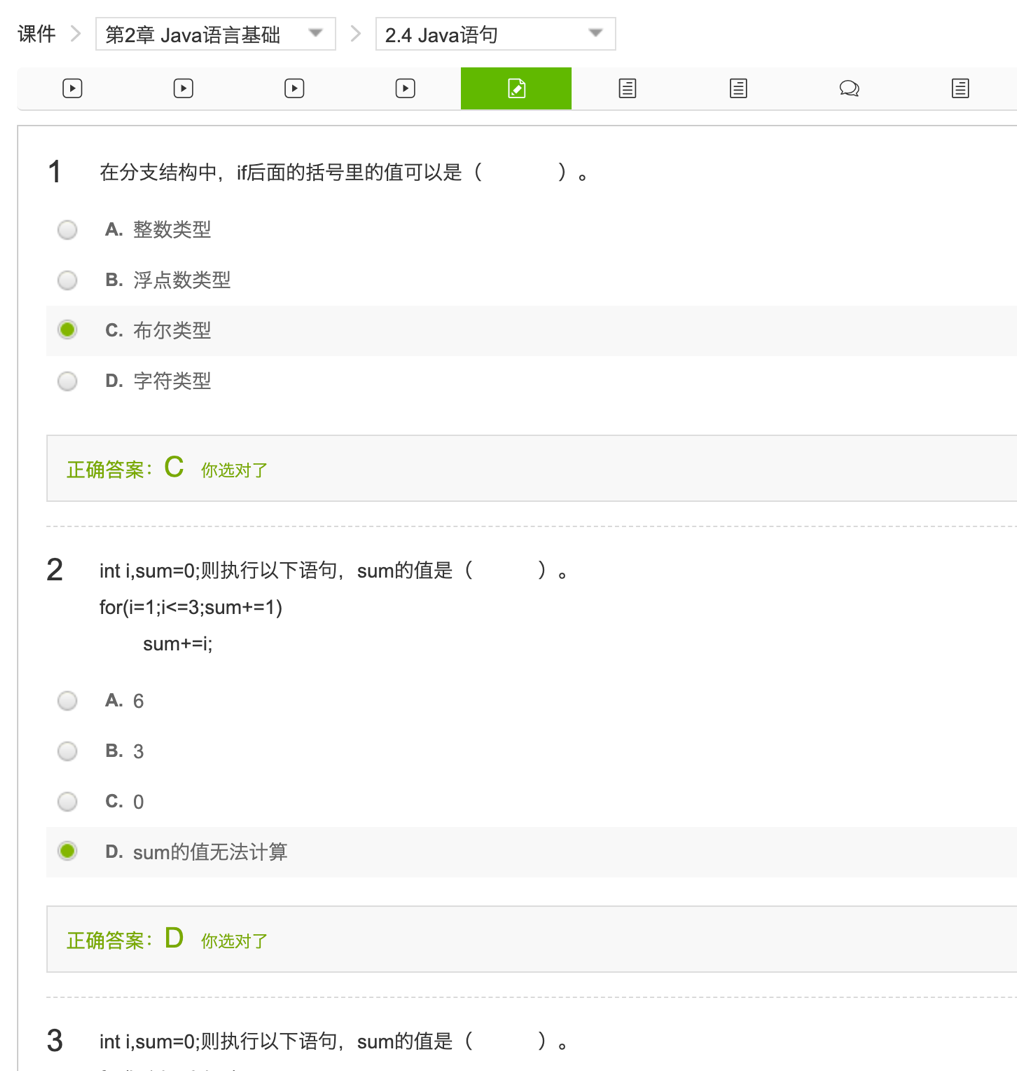 课件 第2章 Java语言基础 2.4 Java语句
1 在分支结构中，if后面的括号里的值可以是（ ）。
A. 整数类型
B. 浮点数类型
C. 布尔类型
D. 字符类型
正确答案：C 你选对了
2 int i,sum=0;则执行以下语句，sum的值是（ ）。
for(i=1;i<=3;sum+=1)
sum+=i;
A. 6
B. 3
C. 0
D. sum的值无法计算
正确答案：D 你选对了
3 int i,sum=0;则执行以下语句，sum的值是（ ）。